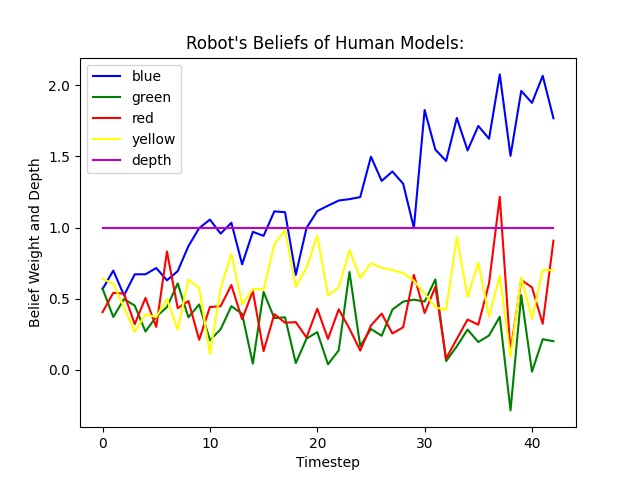 Robot's Beliefs of Human Models:
blue
green
red
yellow
depth
Belief Weight and Depth
2.0
1.5
1.0
0.5
0.0
0 10 20 30 40
Timestep